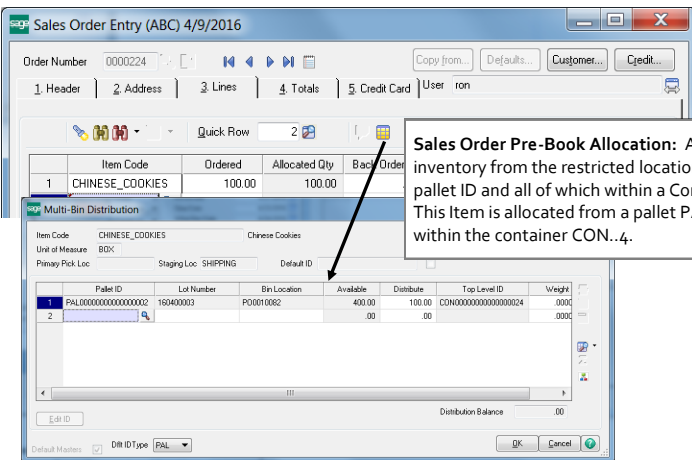 sage Sales Order Entry (ABC) 4/9/2016
Order Number 0000224 Copy from... Defaults... Customer... Credit...
1. Header 2. Address 3. Lines 4. Totals 5. Credit Card User ron
Quick Row 2
Item Code Ordered Allocated Qty Back Order
1 CHINESE_COOKIES 100.00 100.00
Sales Order Pre-Book Allocation: A
inventory from the restricted locatio
pallet ID and all of which within a Co
This Item is allocated from a pallet P
within the container CON..4.
sage Multi-Bin Distribution
Item Code CHINESE_COOKIES Chinese Cookies
Unit of Measure BOX
Primary Pick Loc Staging Loc SHIPPING Default ID
Pallet ID Lot Number Bin Location Available Distribute Top Level ID Weight
1 PAL00000000000000002 160400003 PO0010082 400.00 100.00 CON00000000000000024 .0000
2 .00 .00 .0000
Edit ID Distribution Balance .00
Default Masters Dflt ID Type PAL OK Cancel